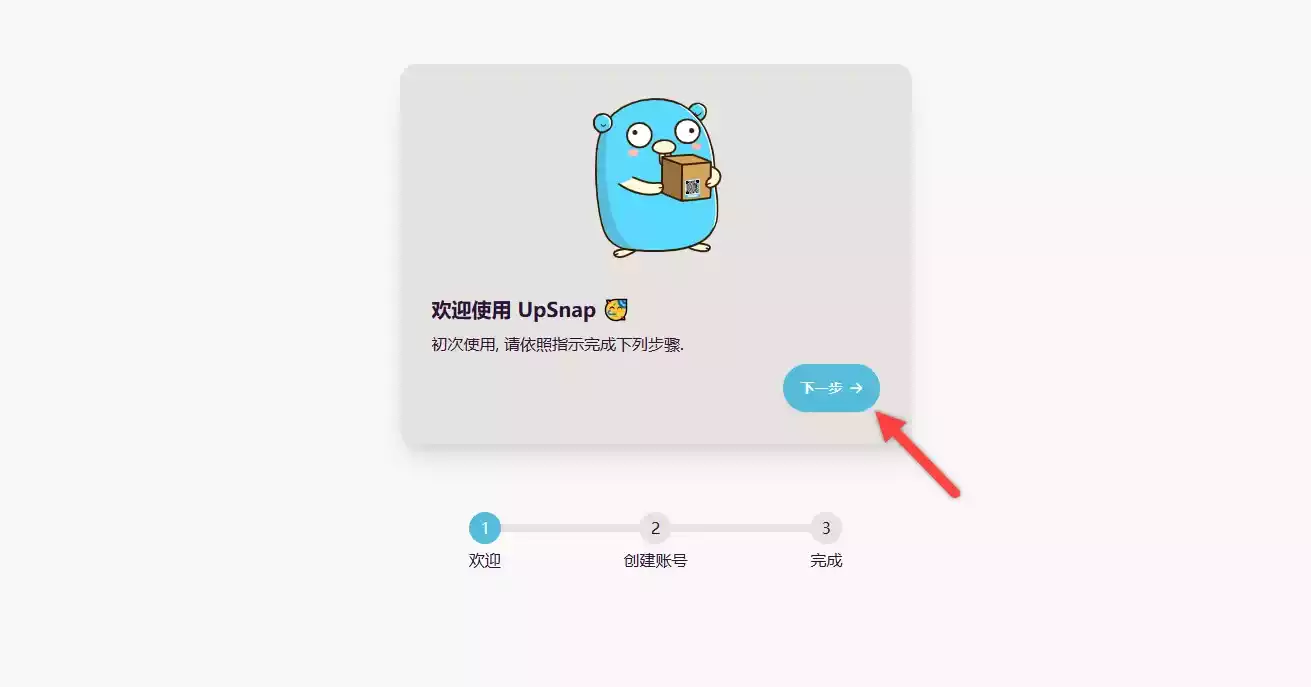 欢迎使用 UpSnap 🥳
初次使用, 请依照指示完成下列步骤.
下一步 →
1
2
3
欢迎
创建账号
完成